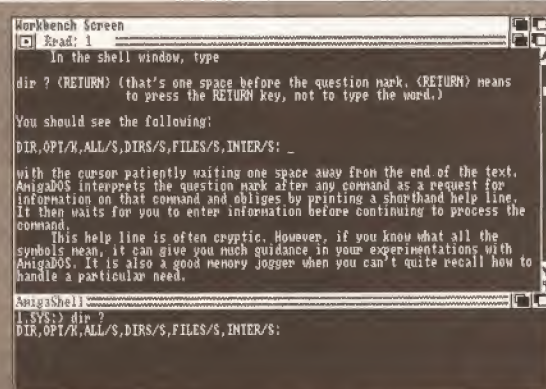 Workbench Screen
Read: 1
In the shell window, type
dir ? <RETURN> (that's one space before the question mark. <RETURN> means
to press the RETURN key, not to type the word.)
You should see the following:
DIR,OPT/K,ALL/S,DIRS/S,FILES/S,INTER/S: _
with the cursor patiently waiting one space away from the end of the text.
AmigaDOS interprets the question mark after any command as a request for
information on that command and obliges by printing a shorthand help line.
It then waits for you to enter information before continuing to process the
command.
This help line is often cryptic. However, if you know what all the
symbols mean, it can give you much guidance in your experimentations with
AmigaDOS. It is also a good memory jogger when you can't quite recall how to
handle a particular need.
AmigaShell
1.SYS:> dir ?
DIR,OPT/K,ALL/S,DIRS/S,FILES/S,INTER/S: